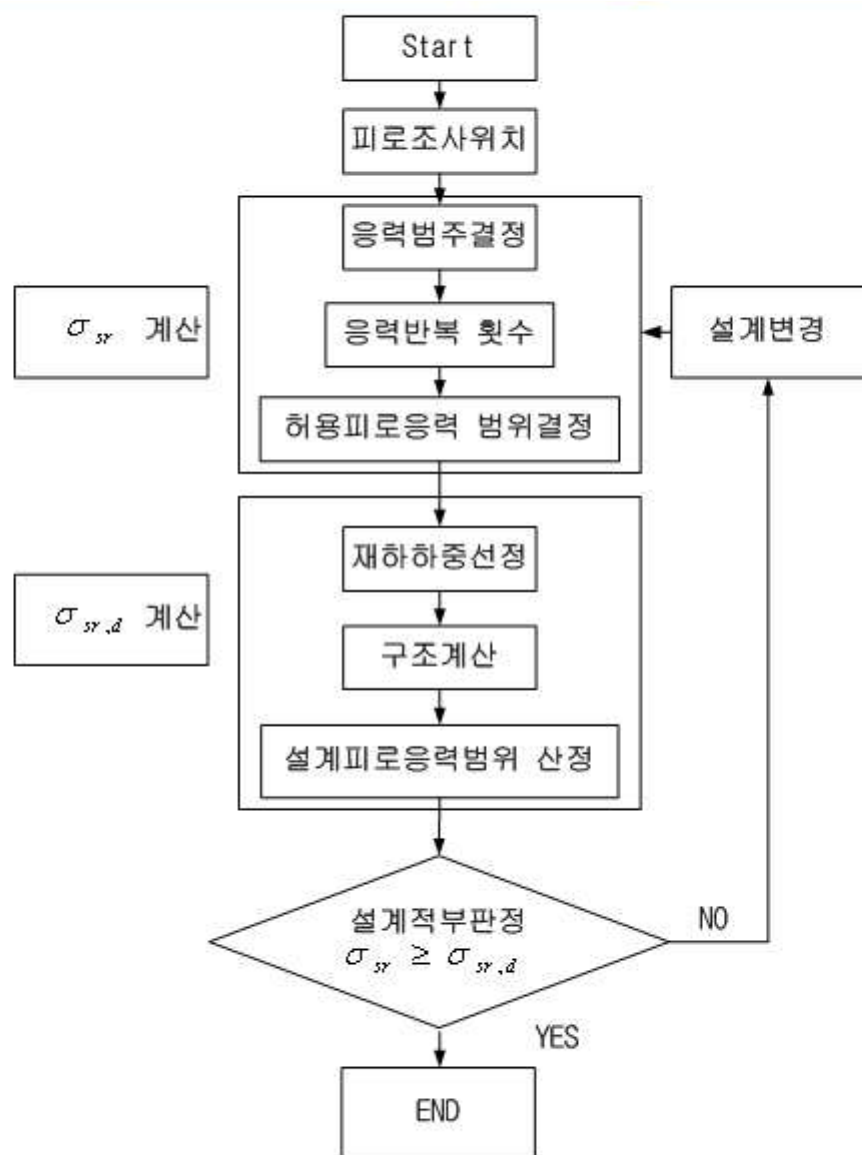 Start
피로조사위치
응력범주결정
σsr 계산
응력반복 횟수
설계변경
허용피로응력 범위결정
재하하중선정
σsr,d 계산
구조계산
설계피로응력범위 산정
설계적부판정
σsr ≥ σsr,d
NO
YES
END